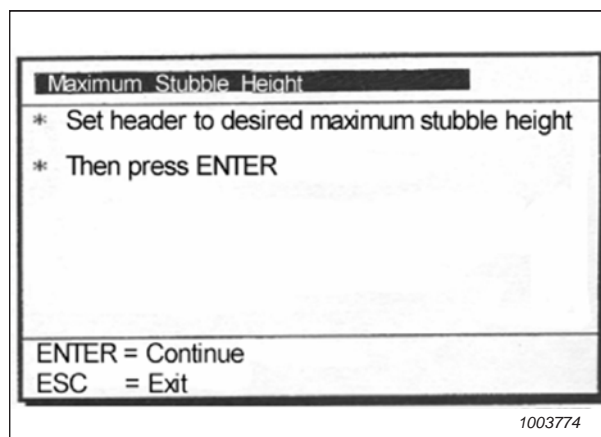 Maximum Stubble Height
* Set header to desired maximum stubble height
* Then press ENTER
ENTER = Continue
ESC = Exit
1003774